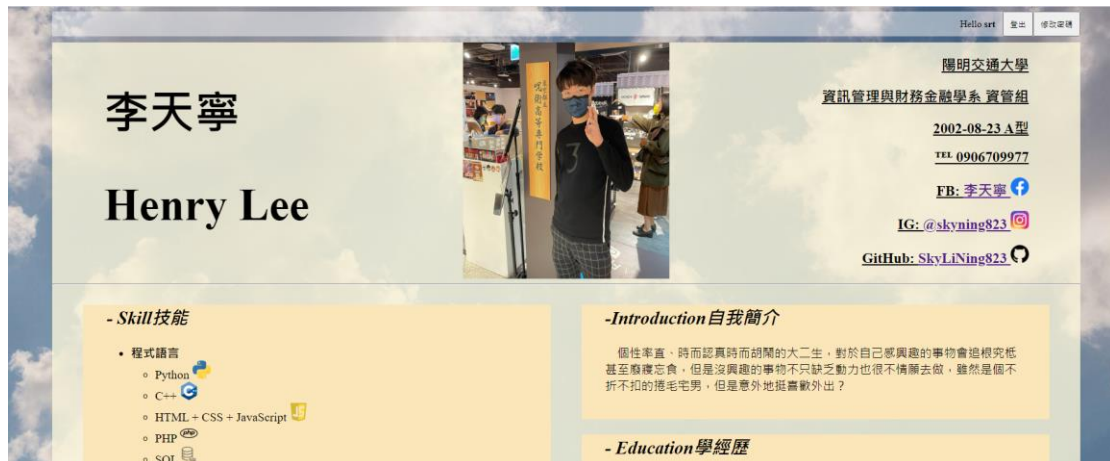 Hello srt 登出 修改密碼
李天寧
Henry Lee
呪術高等専門学校
陽明交通大學
資訊管理與財務金融學系 資管組
2002-08-23 A型
TEL 0906709977
FB: 李天寧
IG: @skyning823
GitHub: SkyLiNing823
- Skill技能
• 程式語言
Python
C++
HTML + CSS + JavaScript
PHP
SQL
-Introduction自我簡介
個性率直、時而認真時而胡鬧的大二生，對於自己感興趣的事物會追根究柢
甚至廢寢忘食，但是沒興趣的事物不只缺乏動力也很不情願去做，雖然是個不
折不扣的捲毛宅男，但是意外地挺喜歡外出？
- Education學經歷